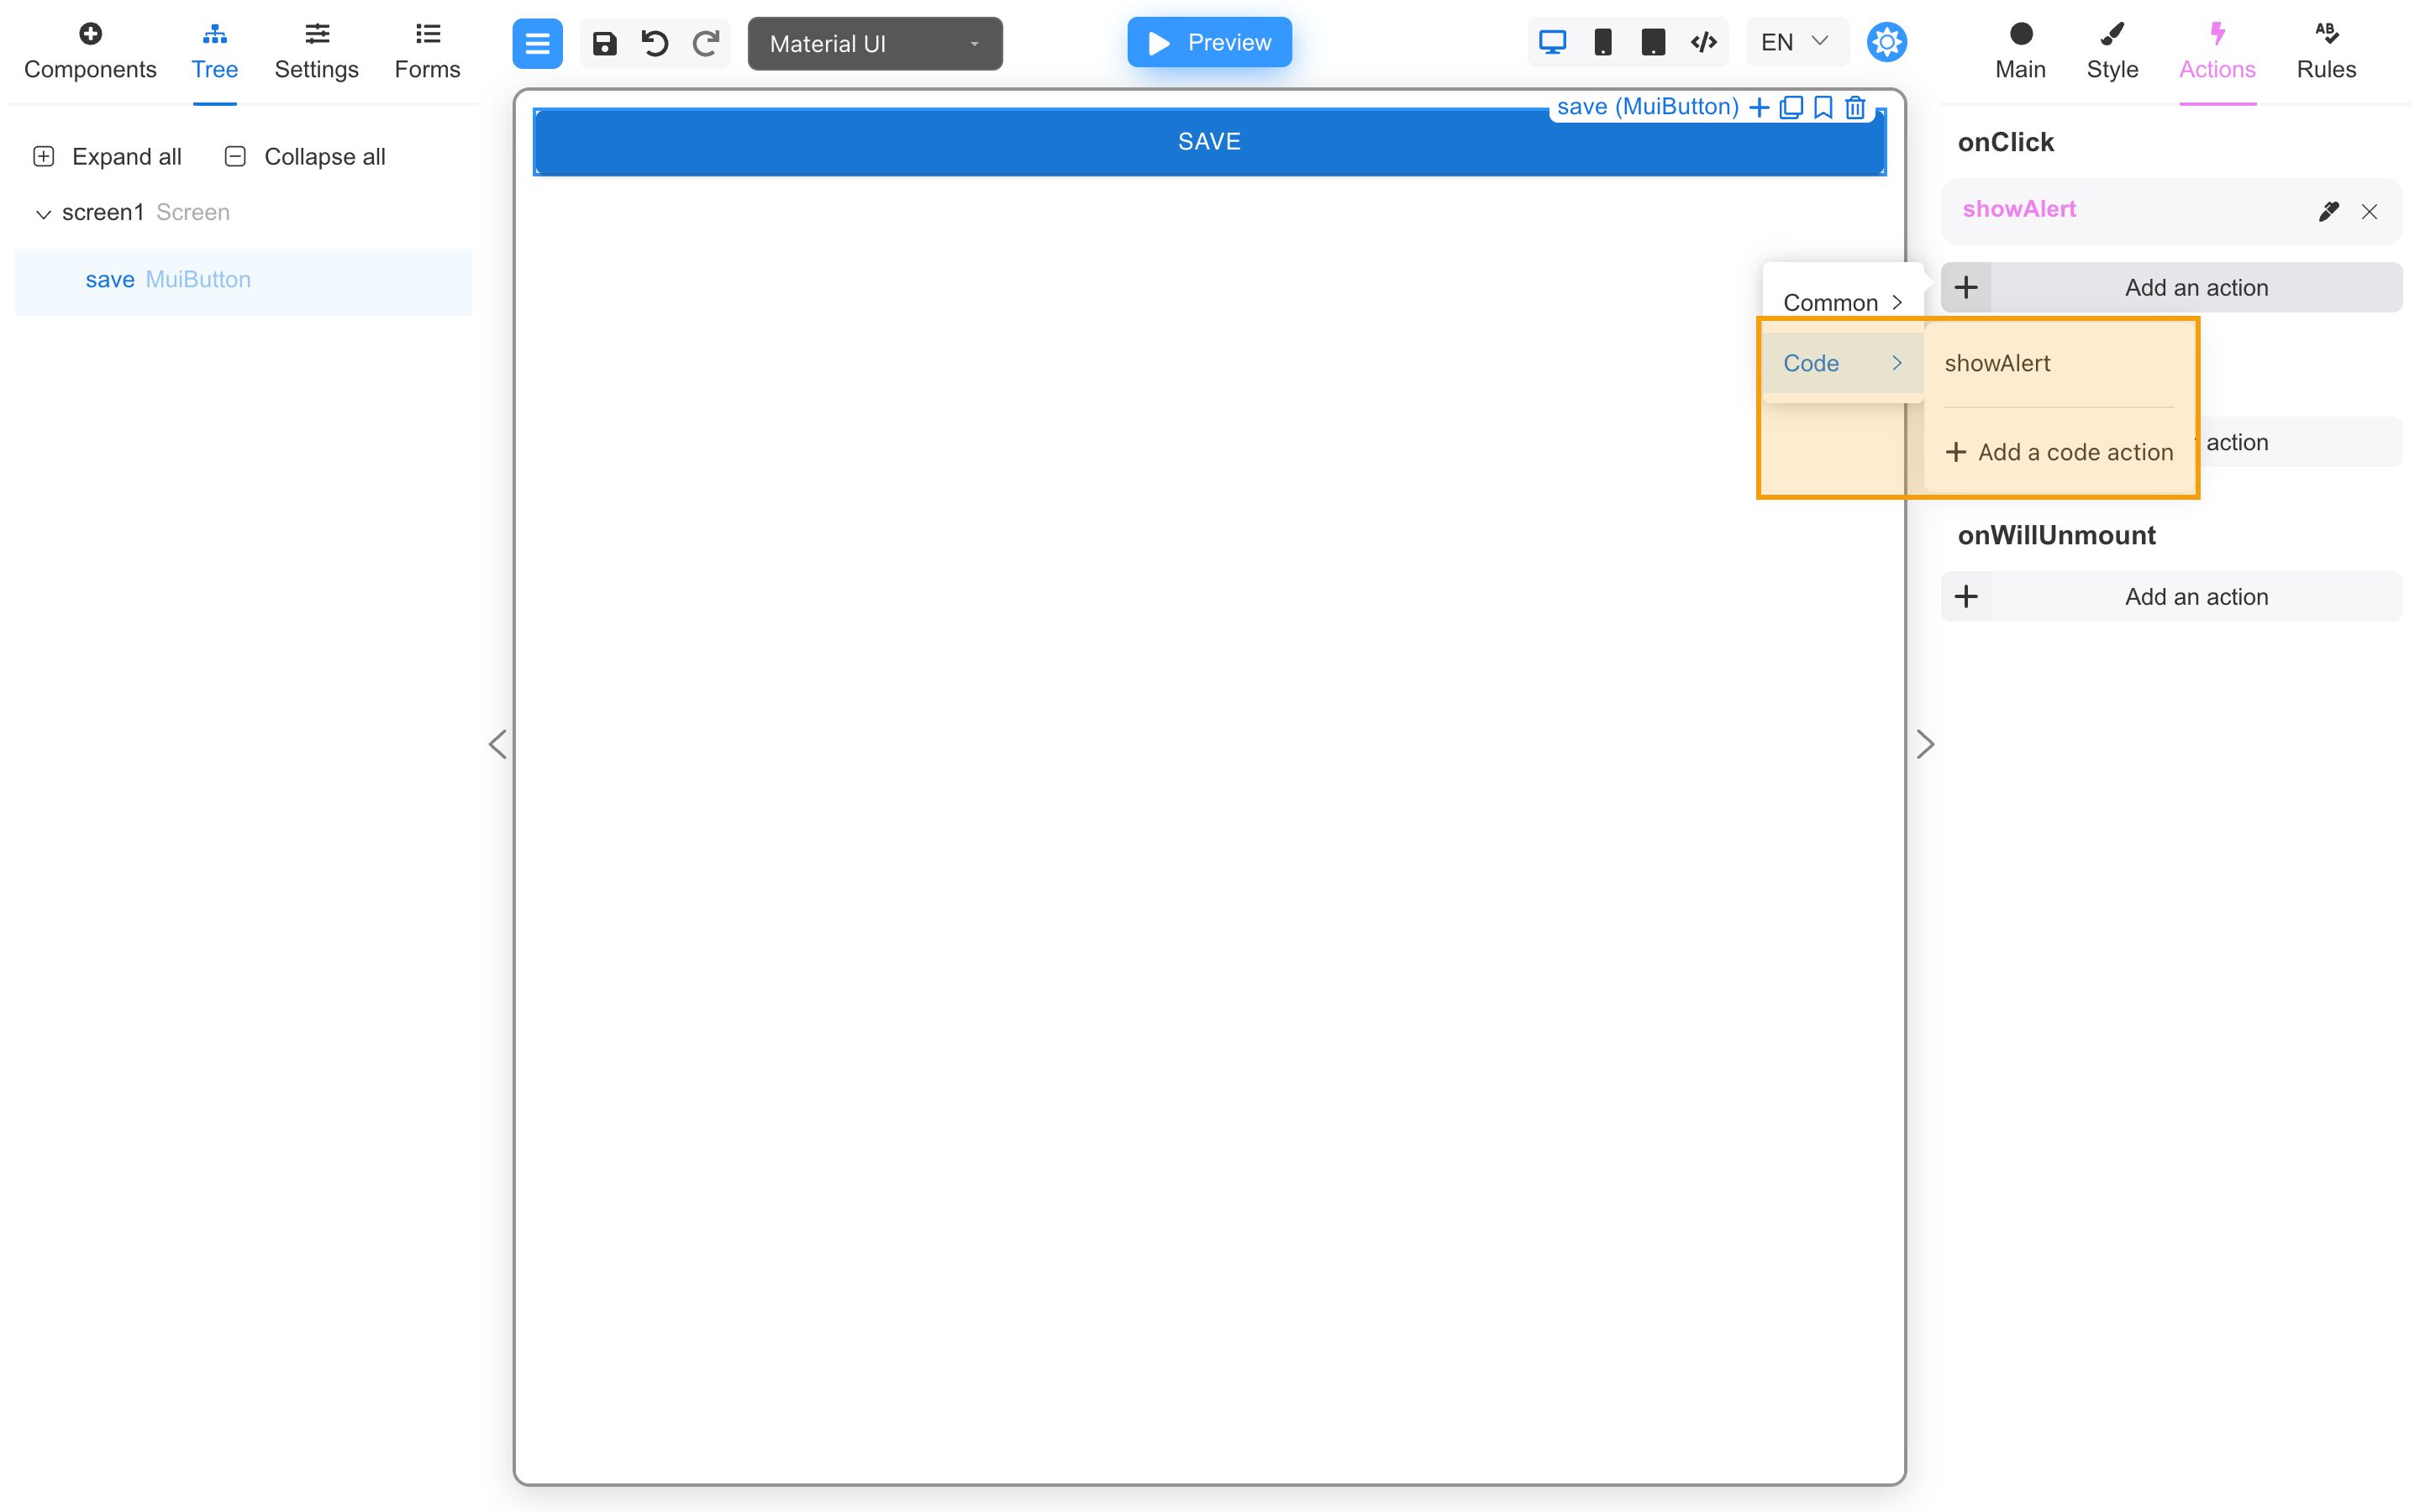 Components
Tree
Settings
Forms
Material UI
Preview
EN
Main
Style
Actions
AB
Rules
Expand all
Collapse all
screen1 Screen
save MuiButton
save (MuiButton)
SAVE
onClick
showAlert
Add an action
Common
Code
showAlert
Add a code action
action
onWillUnmount
Add an action